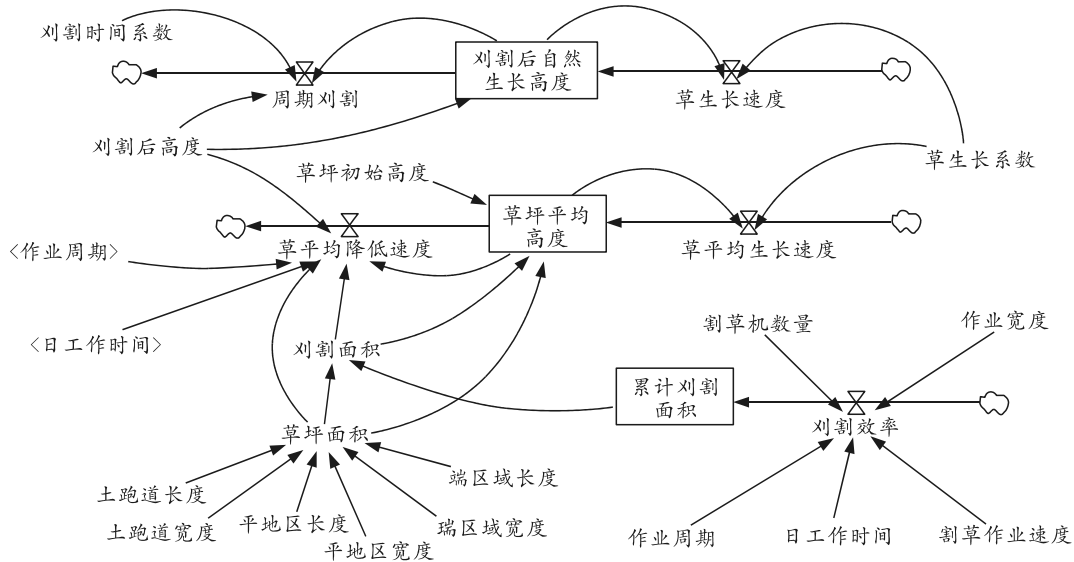 刈割时间系数
刈割后自然
生长高度
周期刈割
草生长速度
刈割后高度
草生长系数
草坪初始高度
草坪平均
高度
<作业周期>
草平均降低速度
草平均生长速度
<日工作时间>
刈割面积
割草机数量
作业宽度
累计刈割
面积
草坪面积
刈割效率
端区域长度
土跑道长度
土跑道宽度
平地区长度
平地区宽度
瑞区域宽度
作业周期
日工作时间
割草作业速度